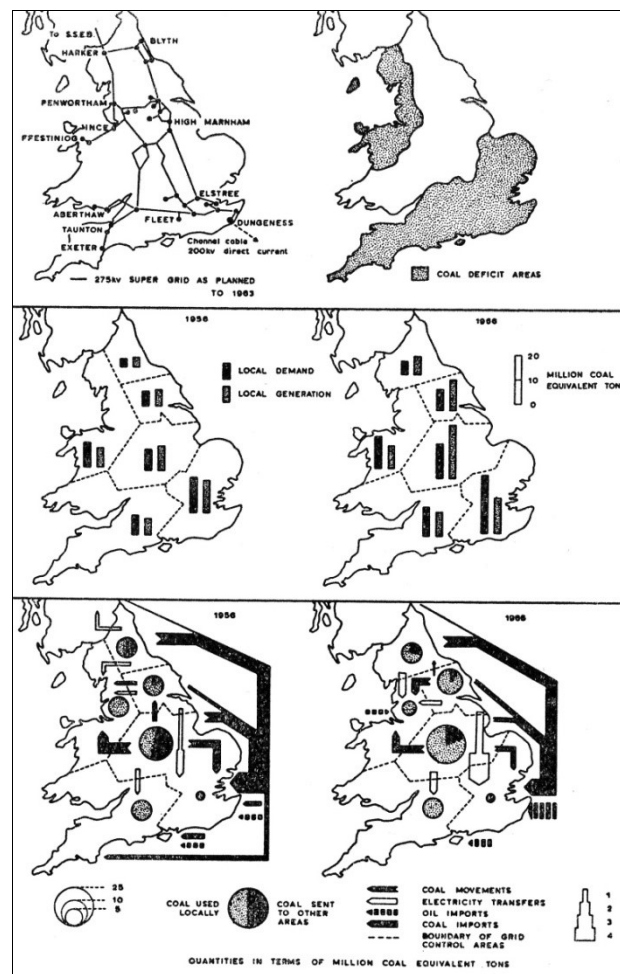 To S.S.E.B.
HARKER
BLYTH
PENWORTHAM
INCE
FFESTINIOG
HIGH MARNHAM
ELSTREE
ABERTHAW
FLEET
DUNGENESS
TAUNTON
EXETER
Channel cable
200kv direct current
275kv SUPER GRID AS PLANNED
TO 1963
COAL DEFICIT AREAS
1956
LOCAL DEMAND
LOCAL GENERATION
1966
20
10
0
MILLION COAL
EQUIVALENT TON
1956
1966
25
10
5
COAL USED
LOCALLY
COAL SENT
TO OTHER
AREAS
COAL MOVEMENTS
ELECTRICITY TRANSFERS
OIL IMPORTS
COAL IMPORTS
BOUNDARY OF GRID
CONTROL AREAS
1
2
3
4
QUANTITIES IN TERMS OF MILLION COAL EQUIVALENT TONS